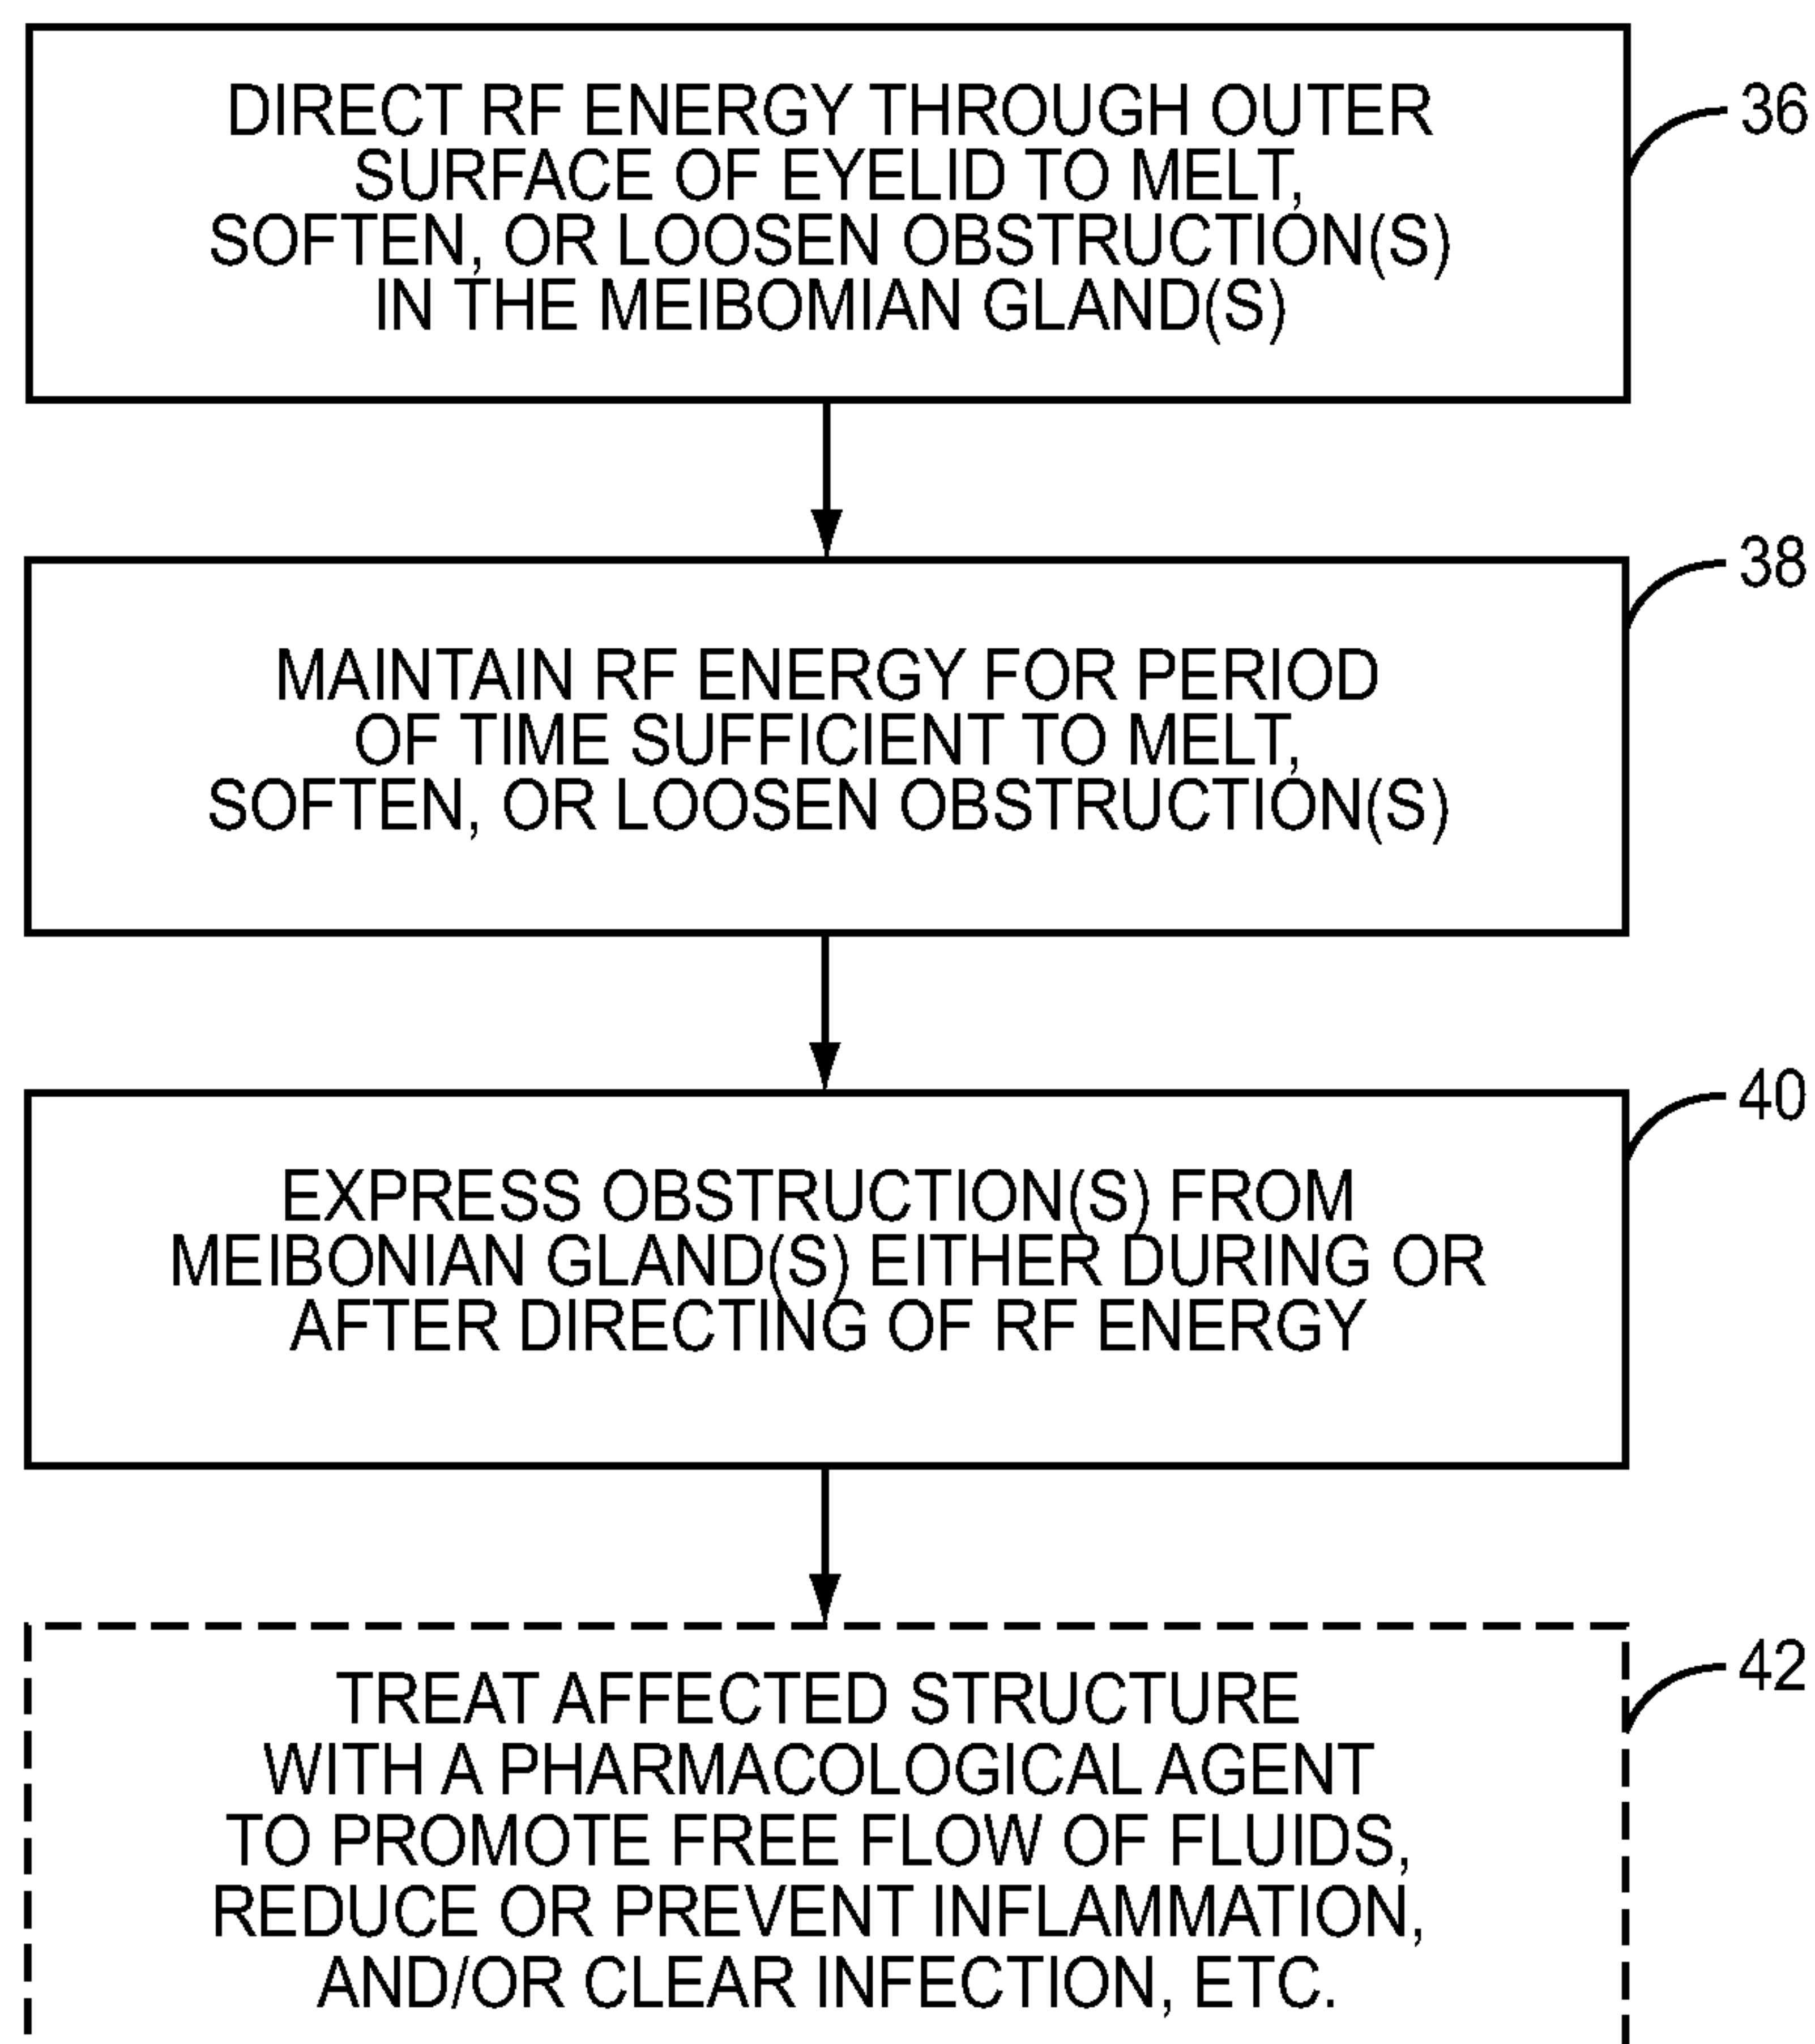 DIRECT RF ENERGY THROUGH OUTER
SURFACE OF EYELID TO MELT,
SOFTEN, OR LOOSEN OBSTRUCTION(S)
IN THE MEIBOMIAN GLAND(S)
36
MAINTAIN RF ENERGY FOR PERIOD
OF TIME SUFFICIENT TO MELT,
SOFTEN, OR LOOSEN OBSTRUCTION(S)
38
EXPRESS OBSTRUCTION(S) FROM
MEIBONIAN GLAND(S) EITHER DURING OR
AFTER DIRECTING OF RF ENERGY
40
TREAT AFFECTED STRUCTURE
WITH A PHARMACOLOGICAL AGENT
TO PROMOTE FREE FLOW OF FLUIDS,
REDUCE OR PREVENT INFLAMMATION,
AND/OR CLEAR INFECTION, ETC.
42